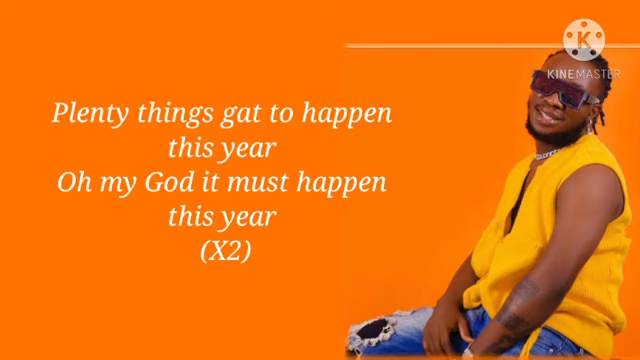 K
KINEMASTER
Plenty things gat to happen
this year
Oh my God it must happen
this year
(X2)